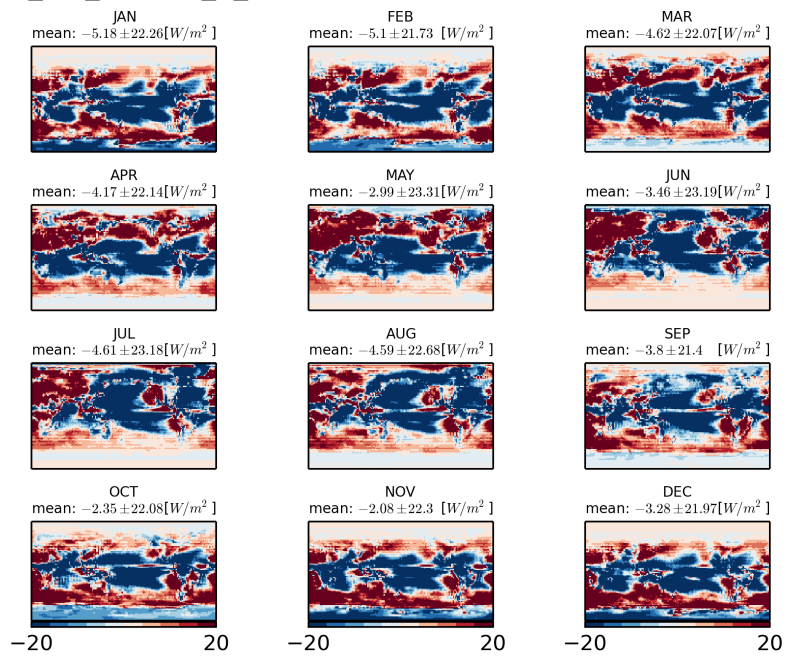 JAN FEB MAR
mean: −5.18±22.26[W/m² ] mean: −5.1±21.73 [W/m² ] mean: −4.62±22.07[W/m² ]
APR MAY JUN
mean: −4.17±22.14[W/m² ] mean: −2.99±23.31[W/m² ] mean: −3.46±23.19[W/m² ]
JUL AUG SEP
mean: −4.61±23.18[W/m² ] mean: −4.59±22.68[W/m² ] mean: −3.8±21.4 [W/m² ]
OCT NOV DEC
mean: −2.35±22.08[W/m² ] mean: −2.08±22.3 [W/m² ] mean: −3.28±21.97[W/m² ]
−20 20 −20 20 −20 20